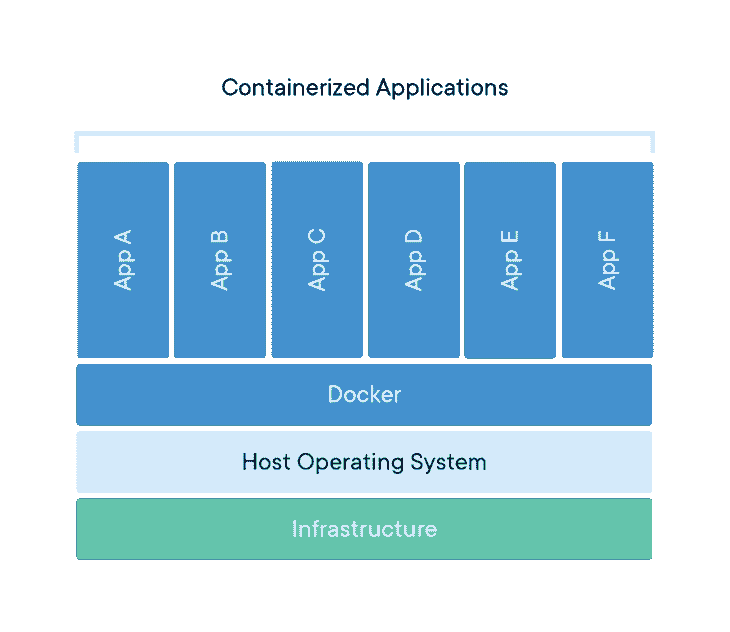 Containerized Applications
App A
App B
App C
App D
App E
App F
Docker
Host Operating System
Infrastructure